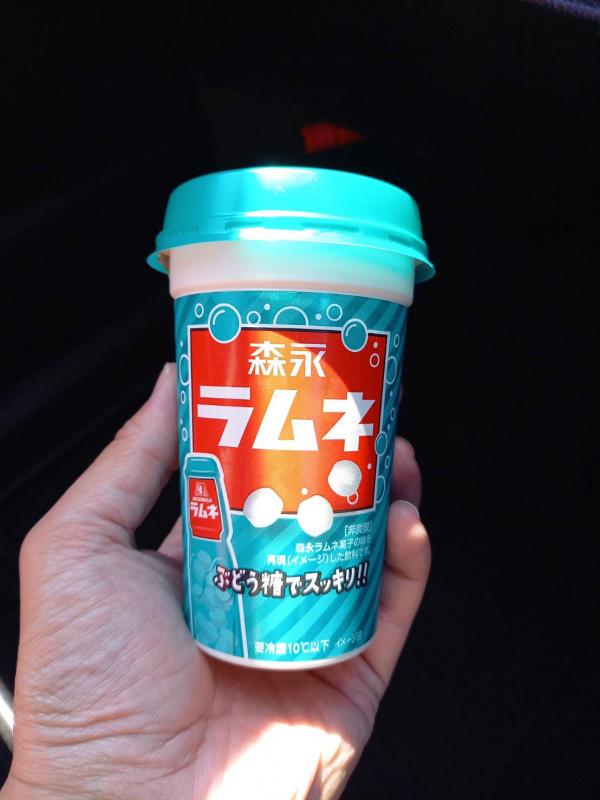 森永
ラムネ
ラムネ
[非炭酸]
森永ラムネ菓子の味を
再現(イメージ)した飲料です。
ぶどう糖でスッキリ!!
要冷蔵10℃以下 イメージ図